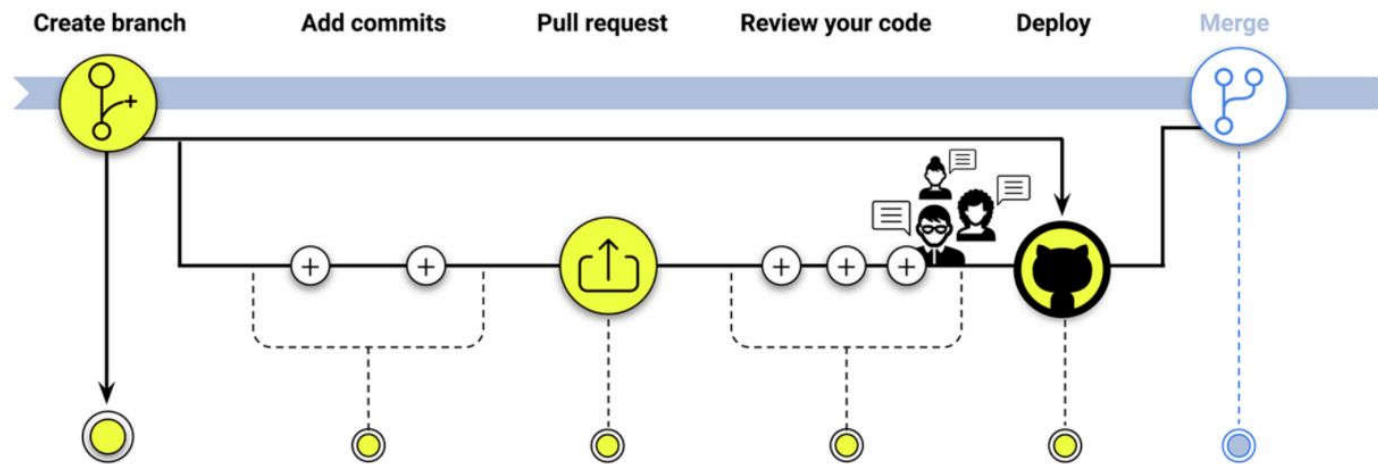 Create branch
Add commits
Pull request
Review your code
Deploy
Merge